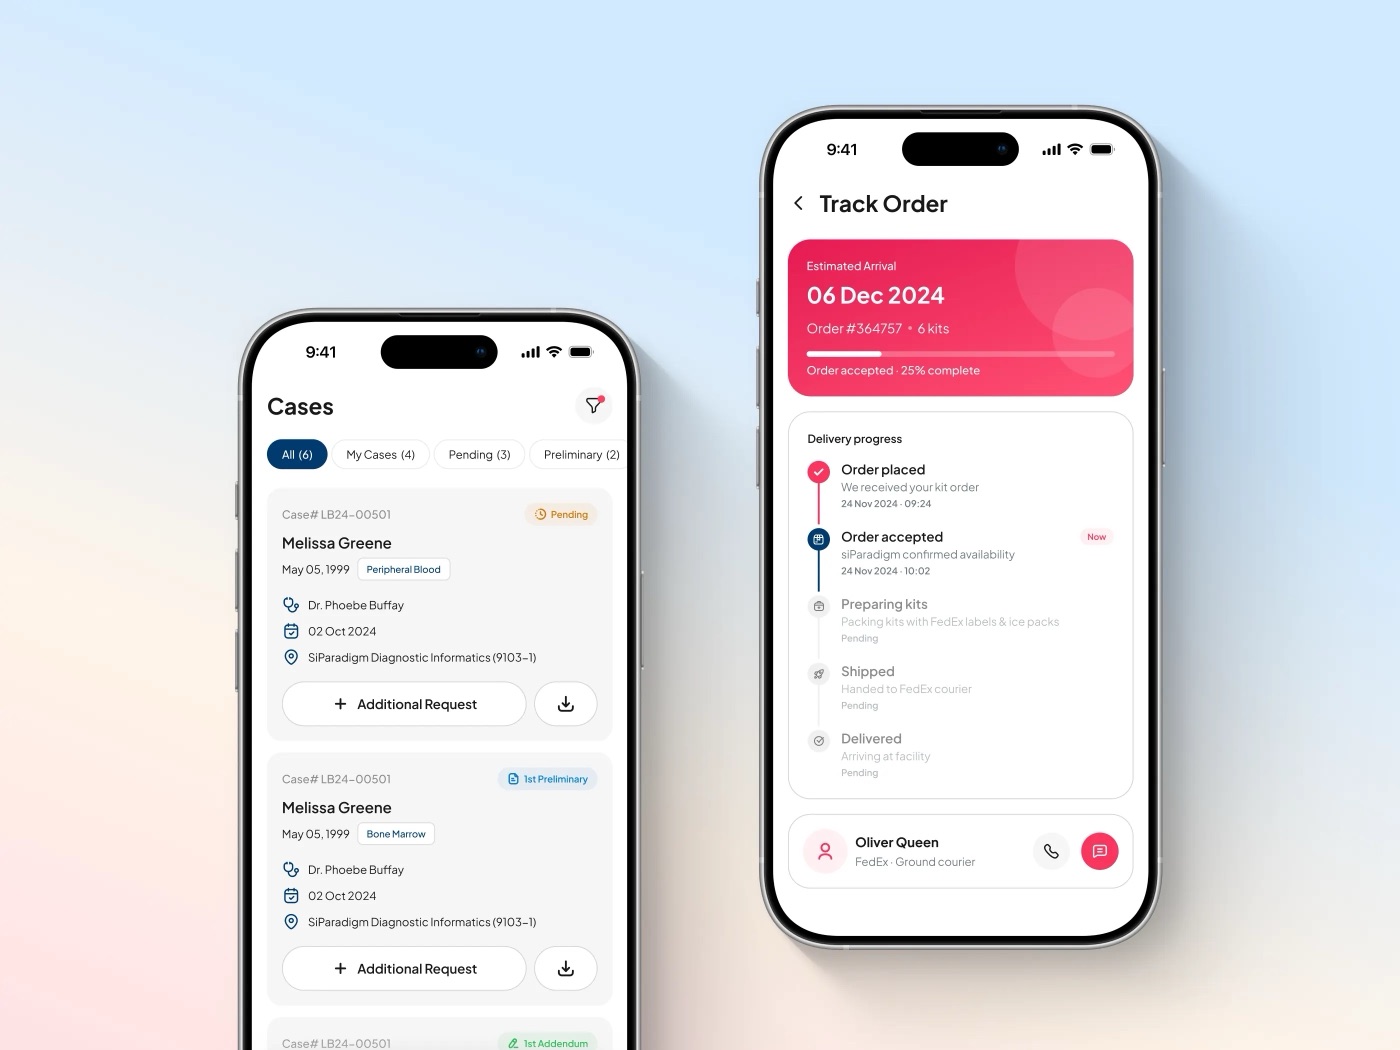 9:41
Cases
All (6)
My Cases (4)
Pending (3)
Preliminary (2)
Case# LB24-00501
Pending
Melissa Greene
May 05, 1999
Peripheral Blood
Dr. Phoebe Buffay
02 Oct 2024
SiParadigm Diagnostic Informatics (9103-1)
+ Additional Request
Case# LB24-00501
1st Preliminary
Melissa Greene
May 05, 1999
Bone Marrow
Dr. Phoebe Buffay
02 Oct 2024
SiParadigm Diagnostic Informatics (9103-1)
+ Additional Request
Case# LB24-00501
1st Addendum
9:41
Track Order
Estimated Arrival
06 Dec 2024
Order #364757 • 6 kits
Order accepted · 25% complete
Delivery progress
Order placed
We received your kit order
24 Nov 2024 · 09:24
Order accepted
Now
siParadigm confirmed availability
24 Nov 2024 · 10:02
Preparing kits
Packing kits with FedEx labels & ice packs
Pending
Shipped
Handed to FedEx courier
Pending
Delivered
Arriving at facility
Pending
Oliver Queen
FedEx · Ground courier